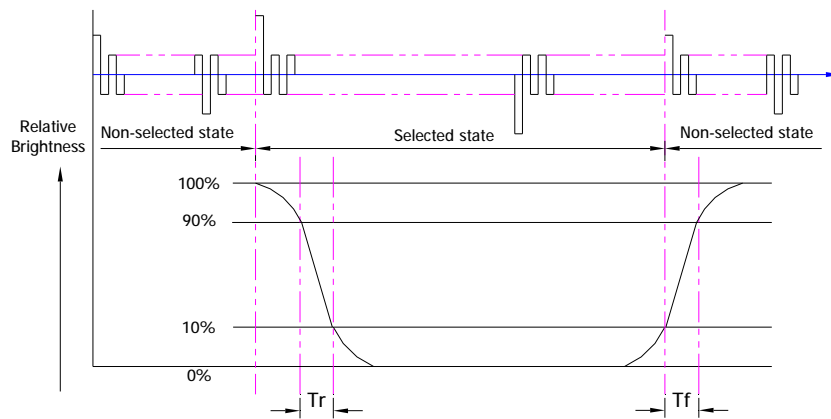 Relative
Brightness
Non-selected state
Selected state
Non-selected state
100%
90%
10%
0%
Tr
Tf